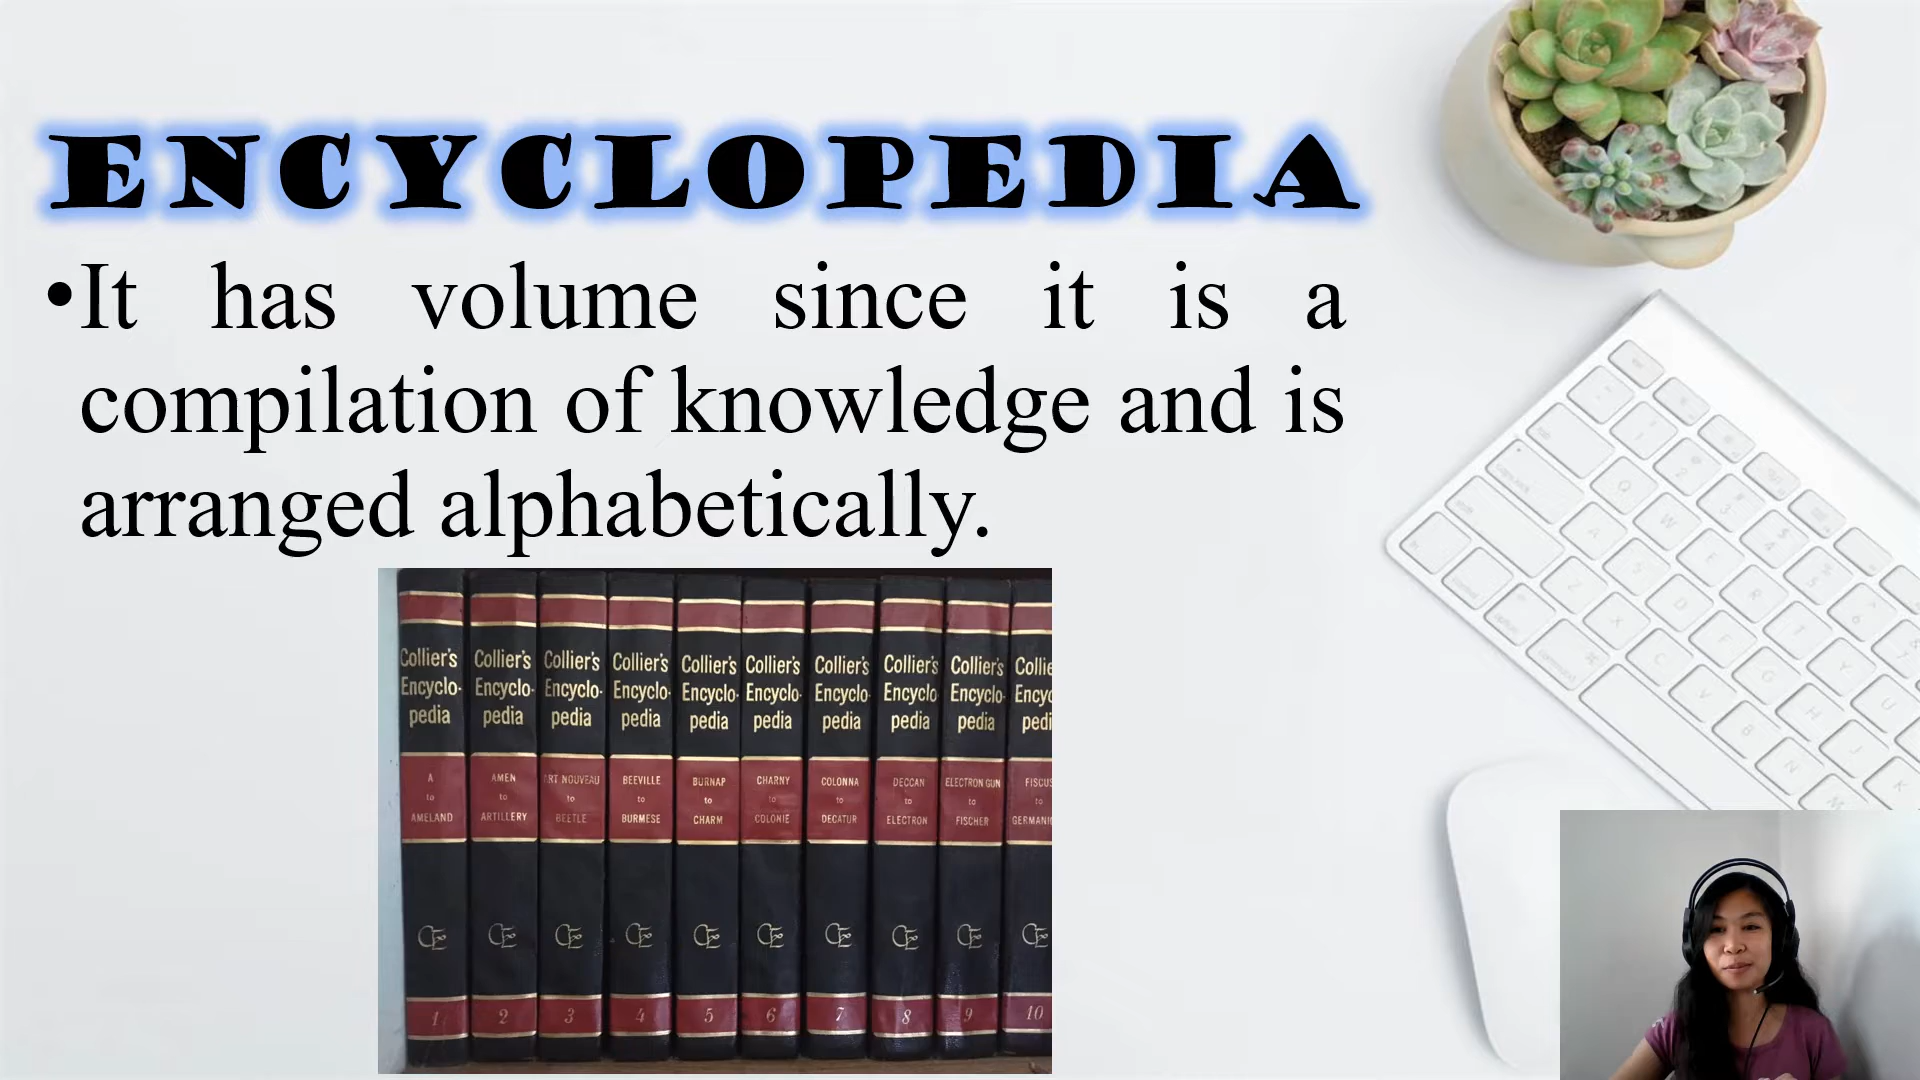 ENCYCLOPEDIA
•It has volume since it is a
compilation of knowledge and is
arranged alphabetically.
Collier's
Encyclo-
pedia
A
to
AMELAND
1
Collier's
Encyclo-
pedia
AMEN
to
ARTILLERY
2
Collier's
Encyclo-
pedia
ART NOUVEAU
to
BEETLE
3
Collier's
Encyclo-
pedia
BEEVILLE
to
BURMESE
4
Collier's
Encyclo-
pedia
BURNAP
to
CHARM
5
Collier's
Encyclo-
pedia
CHARNY
to
COLONIE
6
Collier's
Encyclo-
pedia
COLONNA
to
DECATUR
7
Collier's
Encyclo
pedia
DECCAN
to
ELECTRON
8
Collier's
Encyclo-
pedia
ELECTRON GUN
to
FISCHER
9
Collie
Ency
pedi
FISCUS
to
GERMANI
10